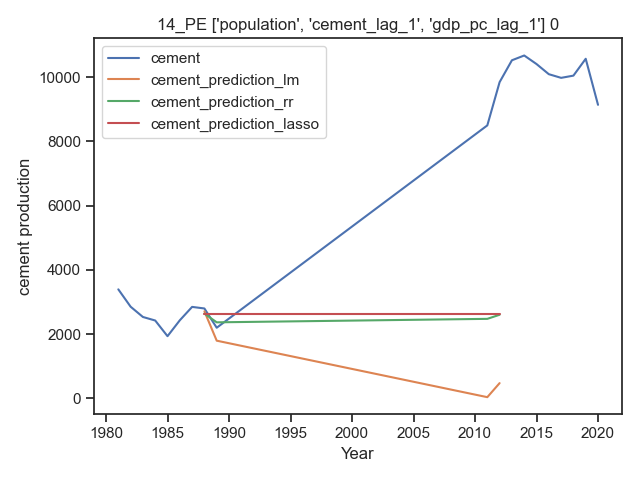 14_PE ['population', 'cement_lag_1', 'gdp_pc_lag_1'] 0
cement
cement_prediction_lm
cement_prediction_rr
cement_prediction_lasso
cement production
10000
8000
6000
4000
2000
0
1980 1985 1990 1995 2000 2005 2010 2015 2020
Year